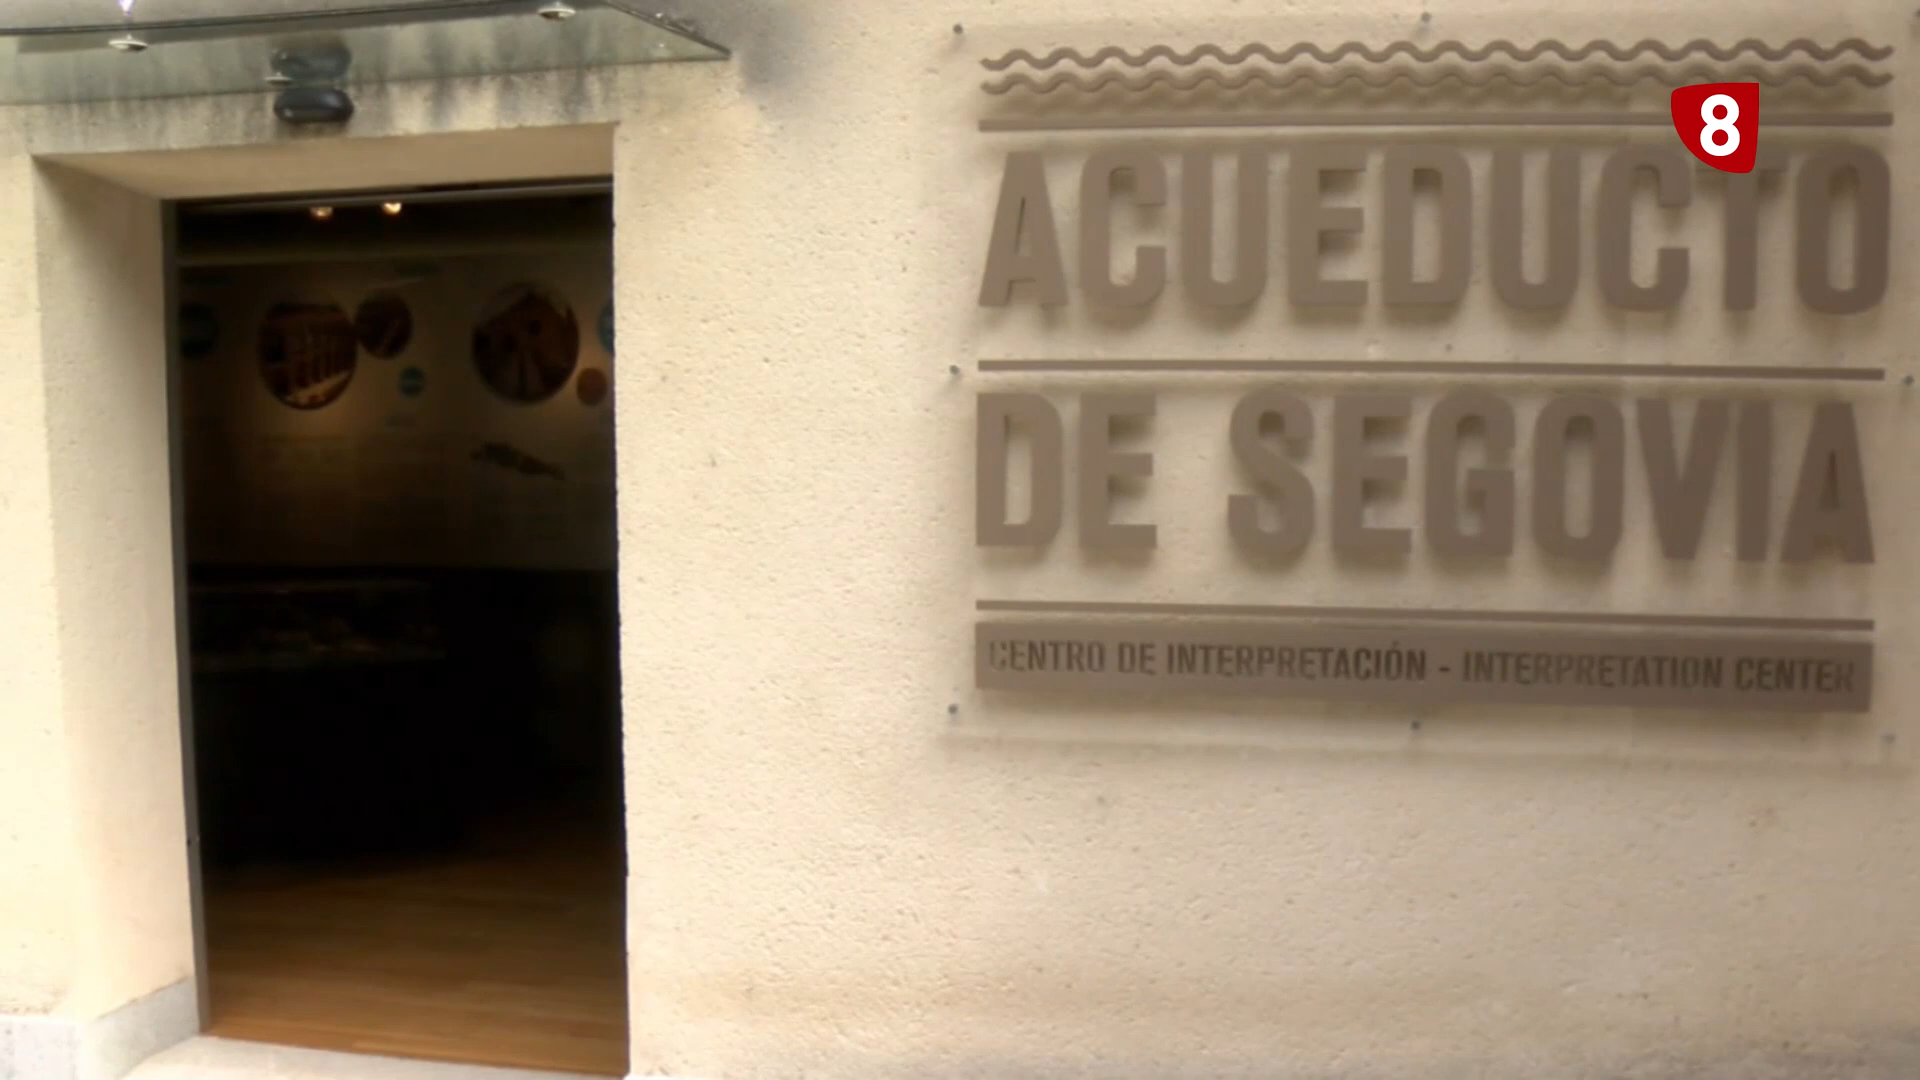 8
ACUEDUCTO
DE SEGOVIA
CENTRO DE INTERPRETACIÓN - INTERPRETATION CENTER